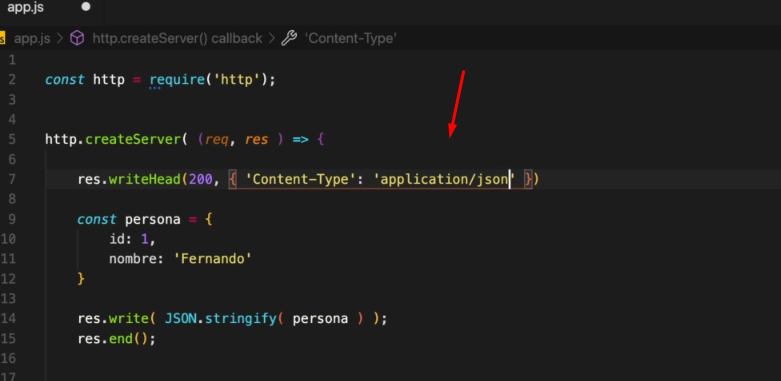 app.js
app.js > http.createServer() callback > 'Content-Type'
1
2 const http = require('http');
3
4
5 http.createServer( (req, res ) => {
6
7 res.writeHead(200, { 'Content-Type': 'application/json' })
8
9 const persona = {
10 id: 1,
11 nombre: 'Fernando'
12 }
13
14 res.write( JSON.stringify( persona ) );
15 res.end();
16
17